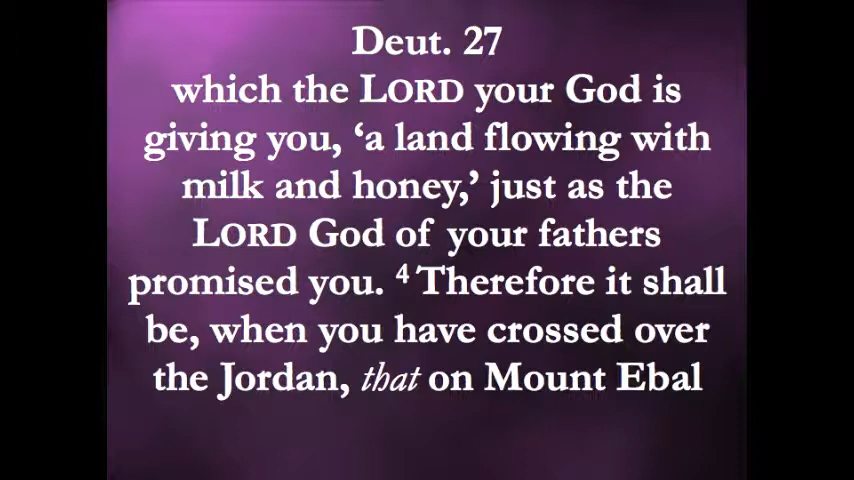 Deut. 27
which the LORD your God is
giving you, ‘a land flowing with
milk and honey,’ just as the
LORD God of your fathers
promised you. ⁴ Therefore it shall
be, when you have crossed over
the Jordan, that on Mount Ebal